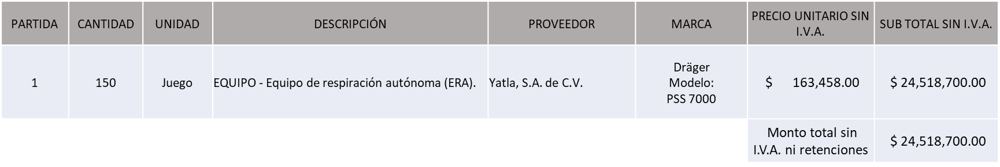 PARTIDA CANTIDAD UNIDAD DESCRIPCIÓN PROVEEDOR MARCA PRECIO UNITARIO SIN I.V.A. SUB TOTAL SIN I.V.A.
1 150 Juego EQUIPO - Equipo de respiración autónoma (ERA). Yatla, S.A. de C.V. Dräger
Modelo:
PSS 7000 $ 163,458.00 $ 24,518,700.00
Monto total sin
I.V.A. ni retenciones $ 24,518,700.00